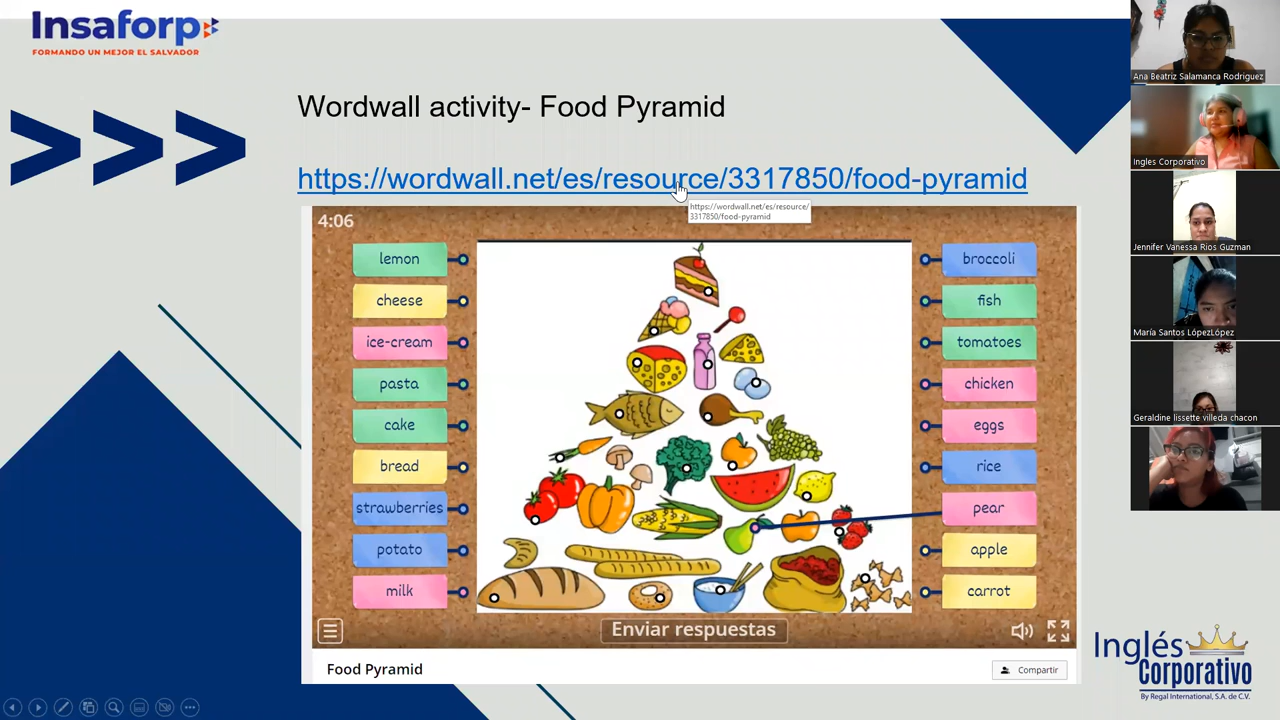 Insaforp
FORMANDO UN MEJOR EL SALVADOR
Wordwall activity- Food Pyramid
https://wordwall.net/es/resource/3317850/food-pyramid
https://wordwall.net/es/resource/
3317850/food-pyramid
4:06
lemon
cheese
ice-cream
pasta
cake
bread
strawberries
potato
milk
broccoli
fish
tomatoes
chicken
eggs
rice
pear
apple
carrot
Enviar respuestas
Food Pyramid
Compartir
Inglés
Corporativo
By Regal International, S.A. de C.V.
Ana Beatriz Salamanca Rodriguez
Ingles Corporativo
Jennifer Vanessa Rios Guzman
María Santos LópezLópez
Geraldine lissette villeda chacon